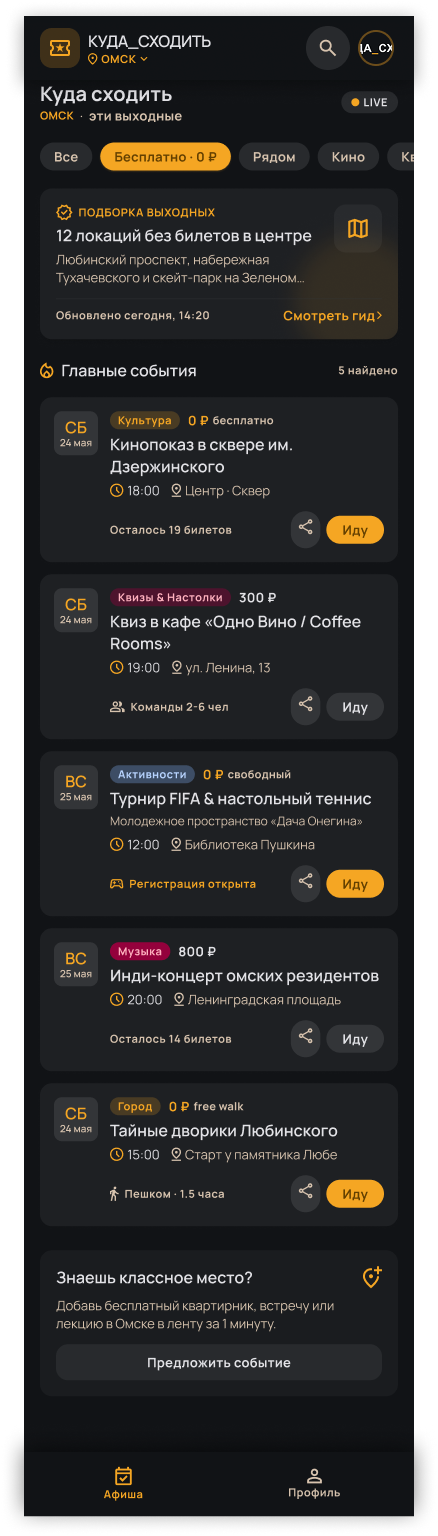 КУДА_СХОДИТЬ
ОМСК
Куда сходить
ОМСК · эти выходные
LIVE
Все
Бесплатно · 0 ₽
Рядом
Кино
ПОДБОРКА ВЫХОДНЫХ
12 локаций без билетов в центре
Любинский проспект, набережная
Тухачевского и скейт-парк на Зеленом...
Обновлено сегодня, 14:20
Смотреть гид
Главные события
5 найдено
СБ
24 мая
Культура 0 ₽ бесплатно
Кинопоказ в сквере им.
Дзержинского
18:00 Центр · Сквер
Осталось 19 билетов
Иду
СБ
24 мая
Квизы & Настолки 300 ₽
Квиз в кафе «Одно Вино / Coffee
Rooms»
19:00 ул. Ленина, 13
Команды 2-6 чел
Иду
ВС
25 мая
Активности 0 ₽ свободный
Турнир FIFA & настольный теннис
Молодежное пространство «Дача Онегина»
12:00 Библиотека Пушкина
Регистрация открыта
Иду
ВС
25 мая
Музыка 800 ₽
Инди-концерт омских резидентов
20:00 Ленинградская площадь
Осталось 14 билетов
Иду
СБ
24 мая
Город 0 ₽ free walk
Тайные дворики Любинского
15:00 Старт у памятника Любе
Пешком · 1.5 часа
Иду
Знаешь классное место?
Добавь бесплатный квартирник, встречу или
лекцию в Омске в ленту за 1 минуту.
Предложить событие
Афиша
Профиль